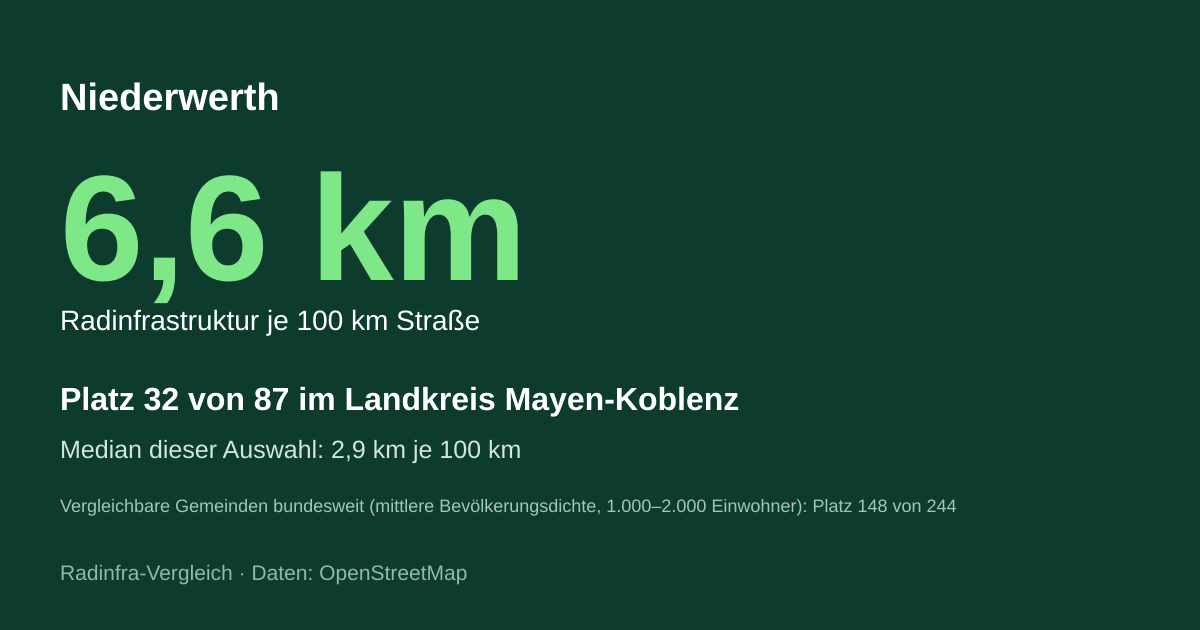 Niederwerth
6,6 km
Radinfrastruktur je 100 km Straße
Platz 32 von 87 im Landkreis Mayen-Koblenz
Median dieser Auswahl: 2,9 km je 100 km
Vergleichbare Gemeinden bundesweit (mittlere Bevölkerungsdichte, 1.000–2.000 Einwohner): Platz 148 von 244
Radinfra-Vergleich · Daten: OpenStreetMap